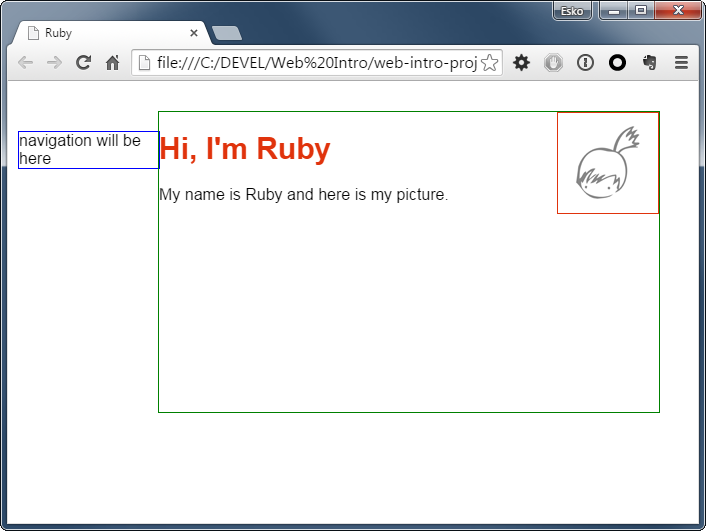 Esko
Ruby
file:///C:/DEVEL/Web%20Intro/web-intro-proj
navigation will be
here
Hi, I'm Ruby
My name is Ruby and here is my picture.